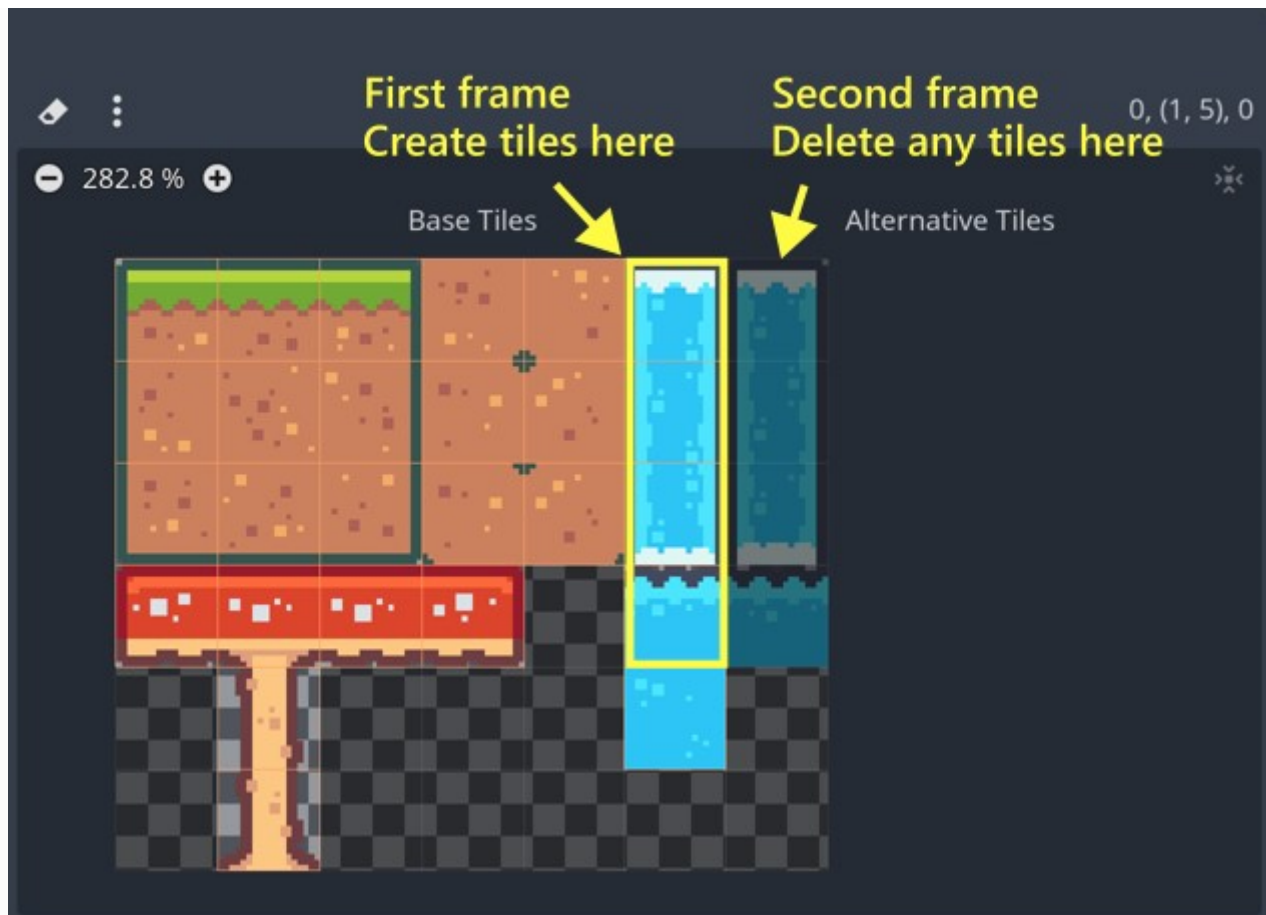 First frame
Create tiles here
Second frame
Delete any tiles here
0, (1, 5), 0
282.8 %
Base Tiles
Alternative Tiles